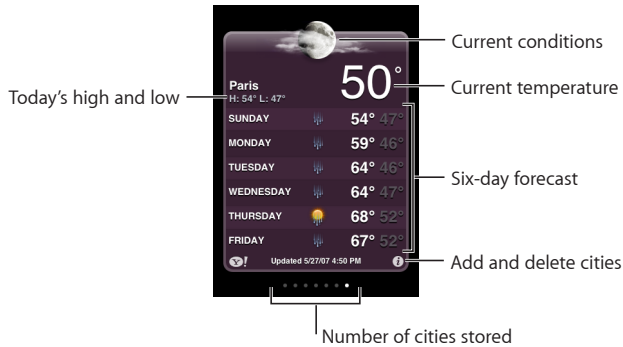 Current conditions
50°
Current temperature
Paris
H: 54° L: 47°
Today's high and low
SUNDAY 54° 47°
MONDAY 59° 46°
TUESDAY 64° 46°
WEDNESDAY 64° 47°
THURSDAY 68° 52°
FRIDAY 67° 52°
Six-day forecast
Y! Updated 5/27/07 4:50 PM i
Add and delete cities
Number of cities stored